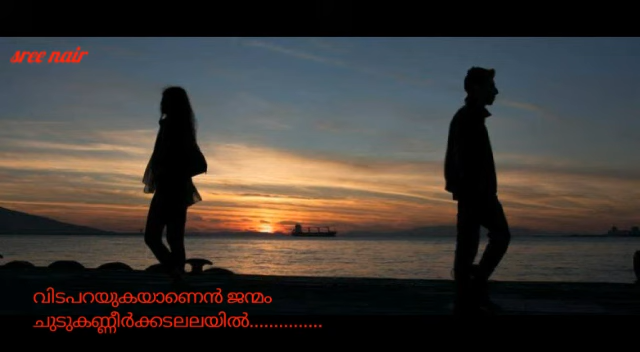 sree nair
വിടപറയുകയാണെൻ ജന്മം
ചുടുകണ്ണീർക്കടലലയിൽ...............